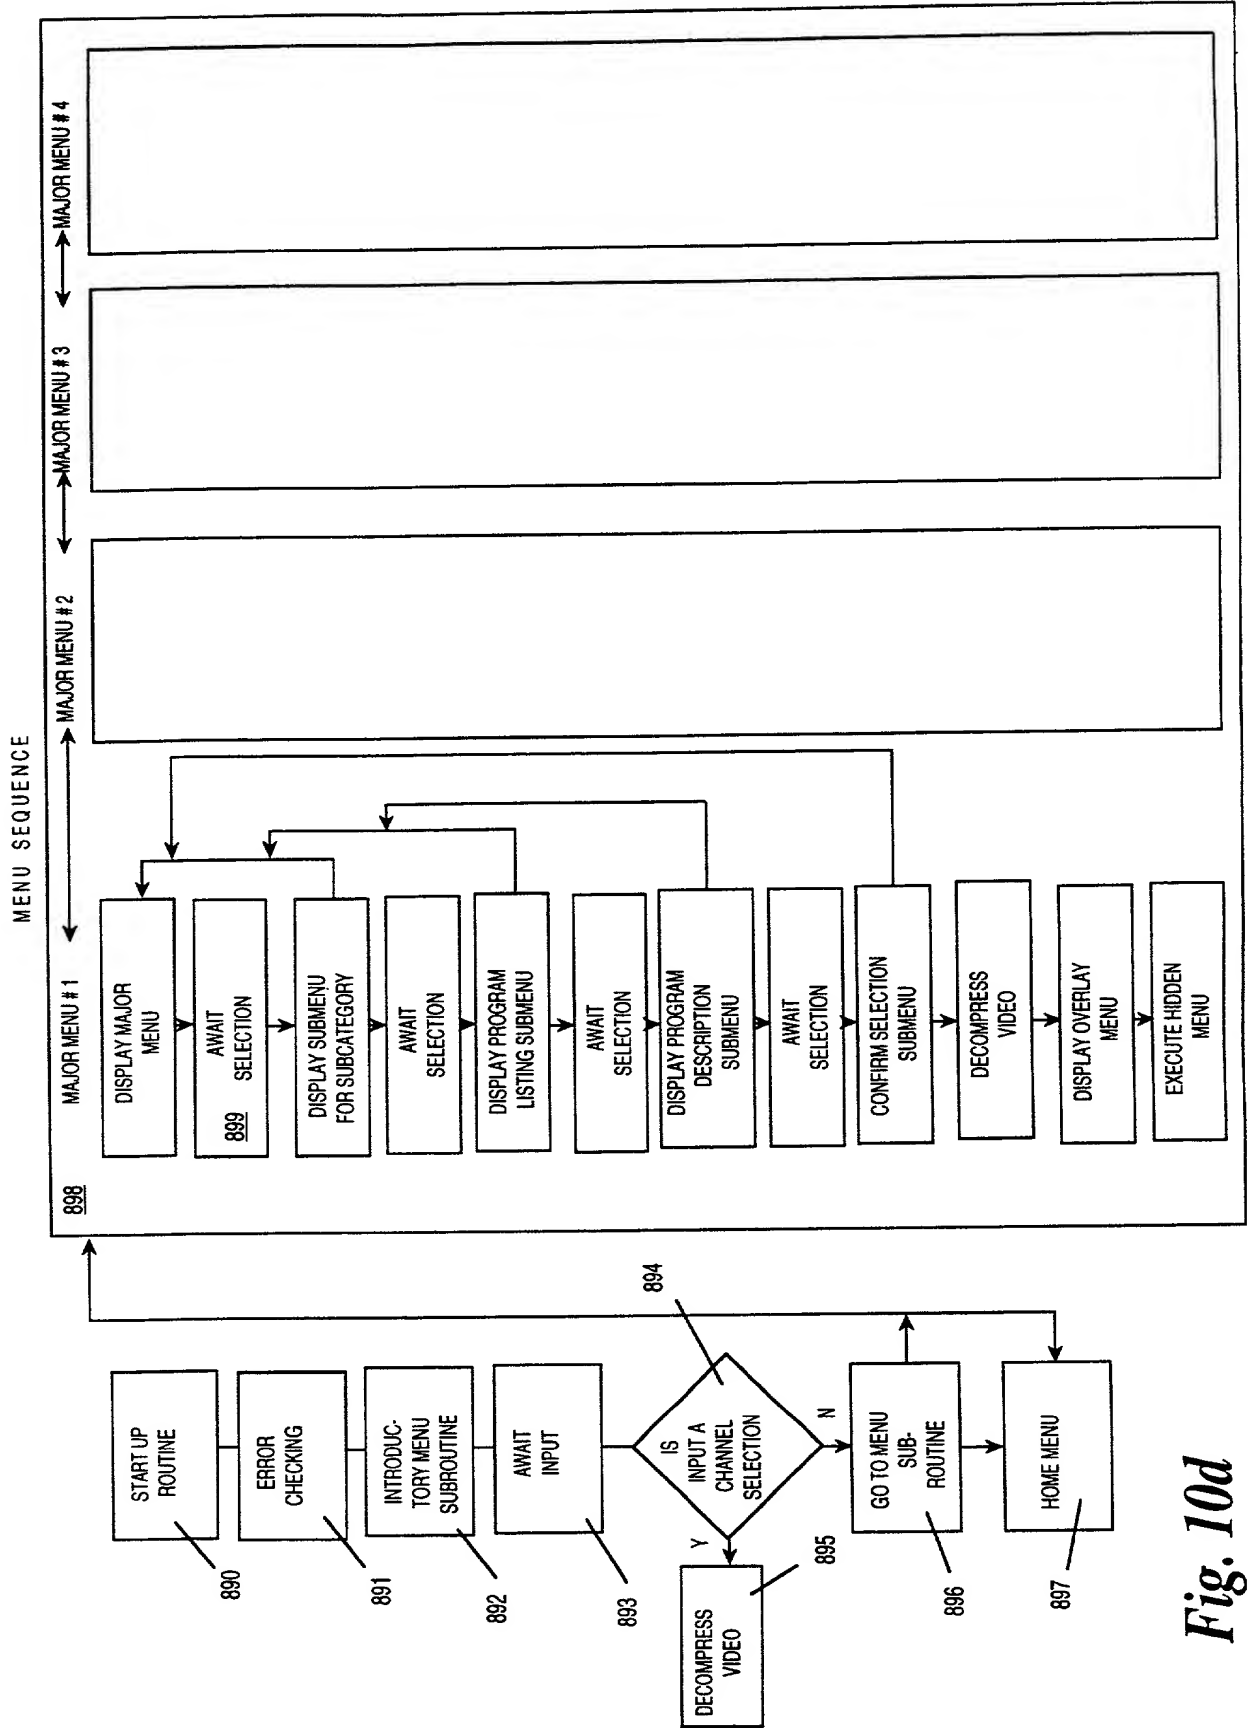 MENU SEQUENCE
START UP
ROUTINE
890
ERROR
CHECKING
891
INTRODUC-
TORY MENU
SUBROUTINE
892
AWAIT
INPUT
893
IS
INPUT A
CHANNEL
SELECTION
894
Y
N
DECOMPRESS
VIDEO
895
GO TO MENU
SUB-
ROUTINE
896
HOME MENU
897
898
MAJOR MENU # 1
MAJOR MENU # 2
MAJOR MENU # 3
MAJOR MENU # 4
DISPLAY MAJOR
MENU
AWAIT
SELECTION
899
DISPLAY SUBMENU
FOR SUBCATEGORY
AWAIT
SELECTION
DISPLAY PROGRAM
LISTING SUBMENU
AWAIT
SELECTION
DISPLAY PROGRAM
DESCRIPTION
SUBMENU
AWAIT
SELECTION
CONFIRM SELECTION
SUBMENU
DECOMPRESS
VIDEO
DISPLAY OVERLAY
MENU
EXECUTE HIDDEN
MENU
Fig. 10d